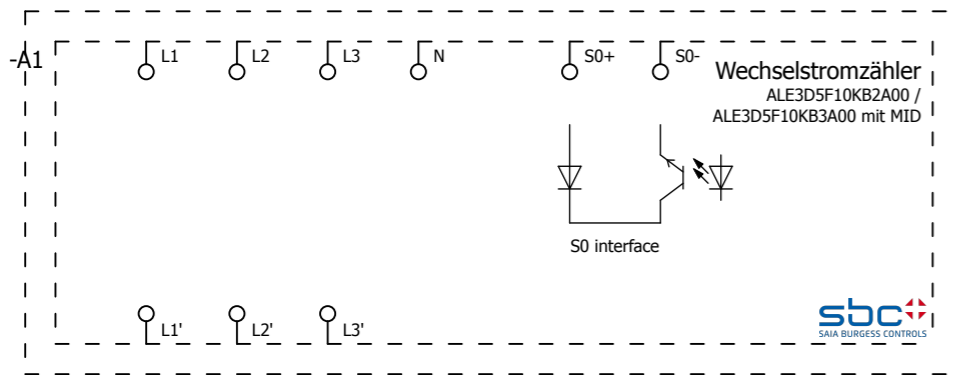 -A1
L1 L2 L3 N S0+ S0-
Wechselstromzähler
ALE3D5F10KB2A00 /
ALE3D5F10KB3A00 mit MID
S0 interface
L1' L2' L3'
sbc
SAIA BURGESS CONTROLS